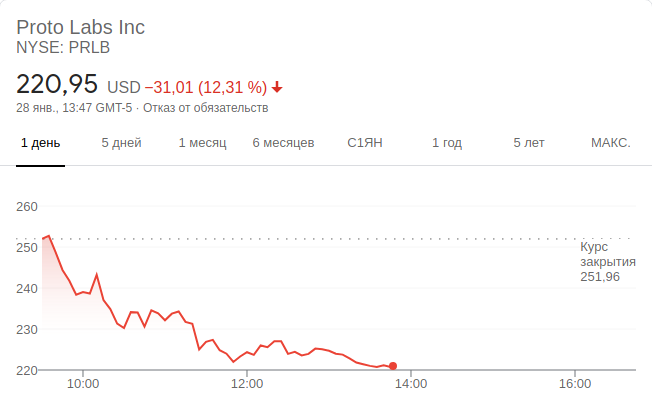 Proto Labs Inc
NYSE: PRLB
220,95 USD −31,01 (12,31 %)
28 янв., 13:47 GMT-5 · Отказ от обязательств
1 день 5 дней 1 месяц 6 месяцев С1ЯН 1 год 5 лет МАКС.
260
250
240
230
220
Курс
закрытия
251,96
10:00 12:00 14:00 16:00